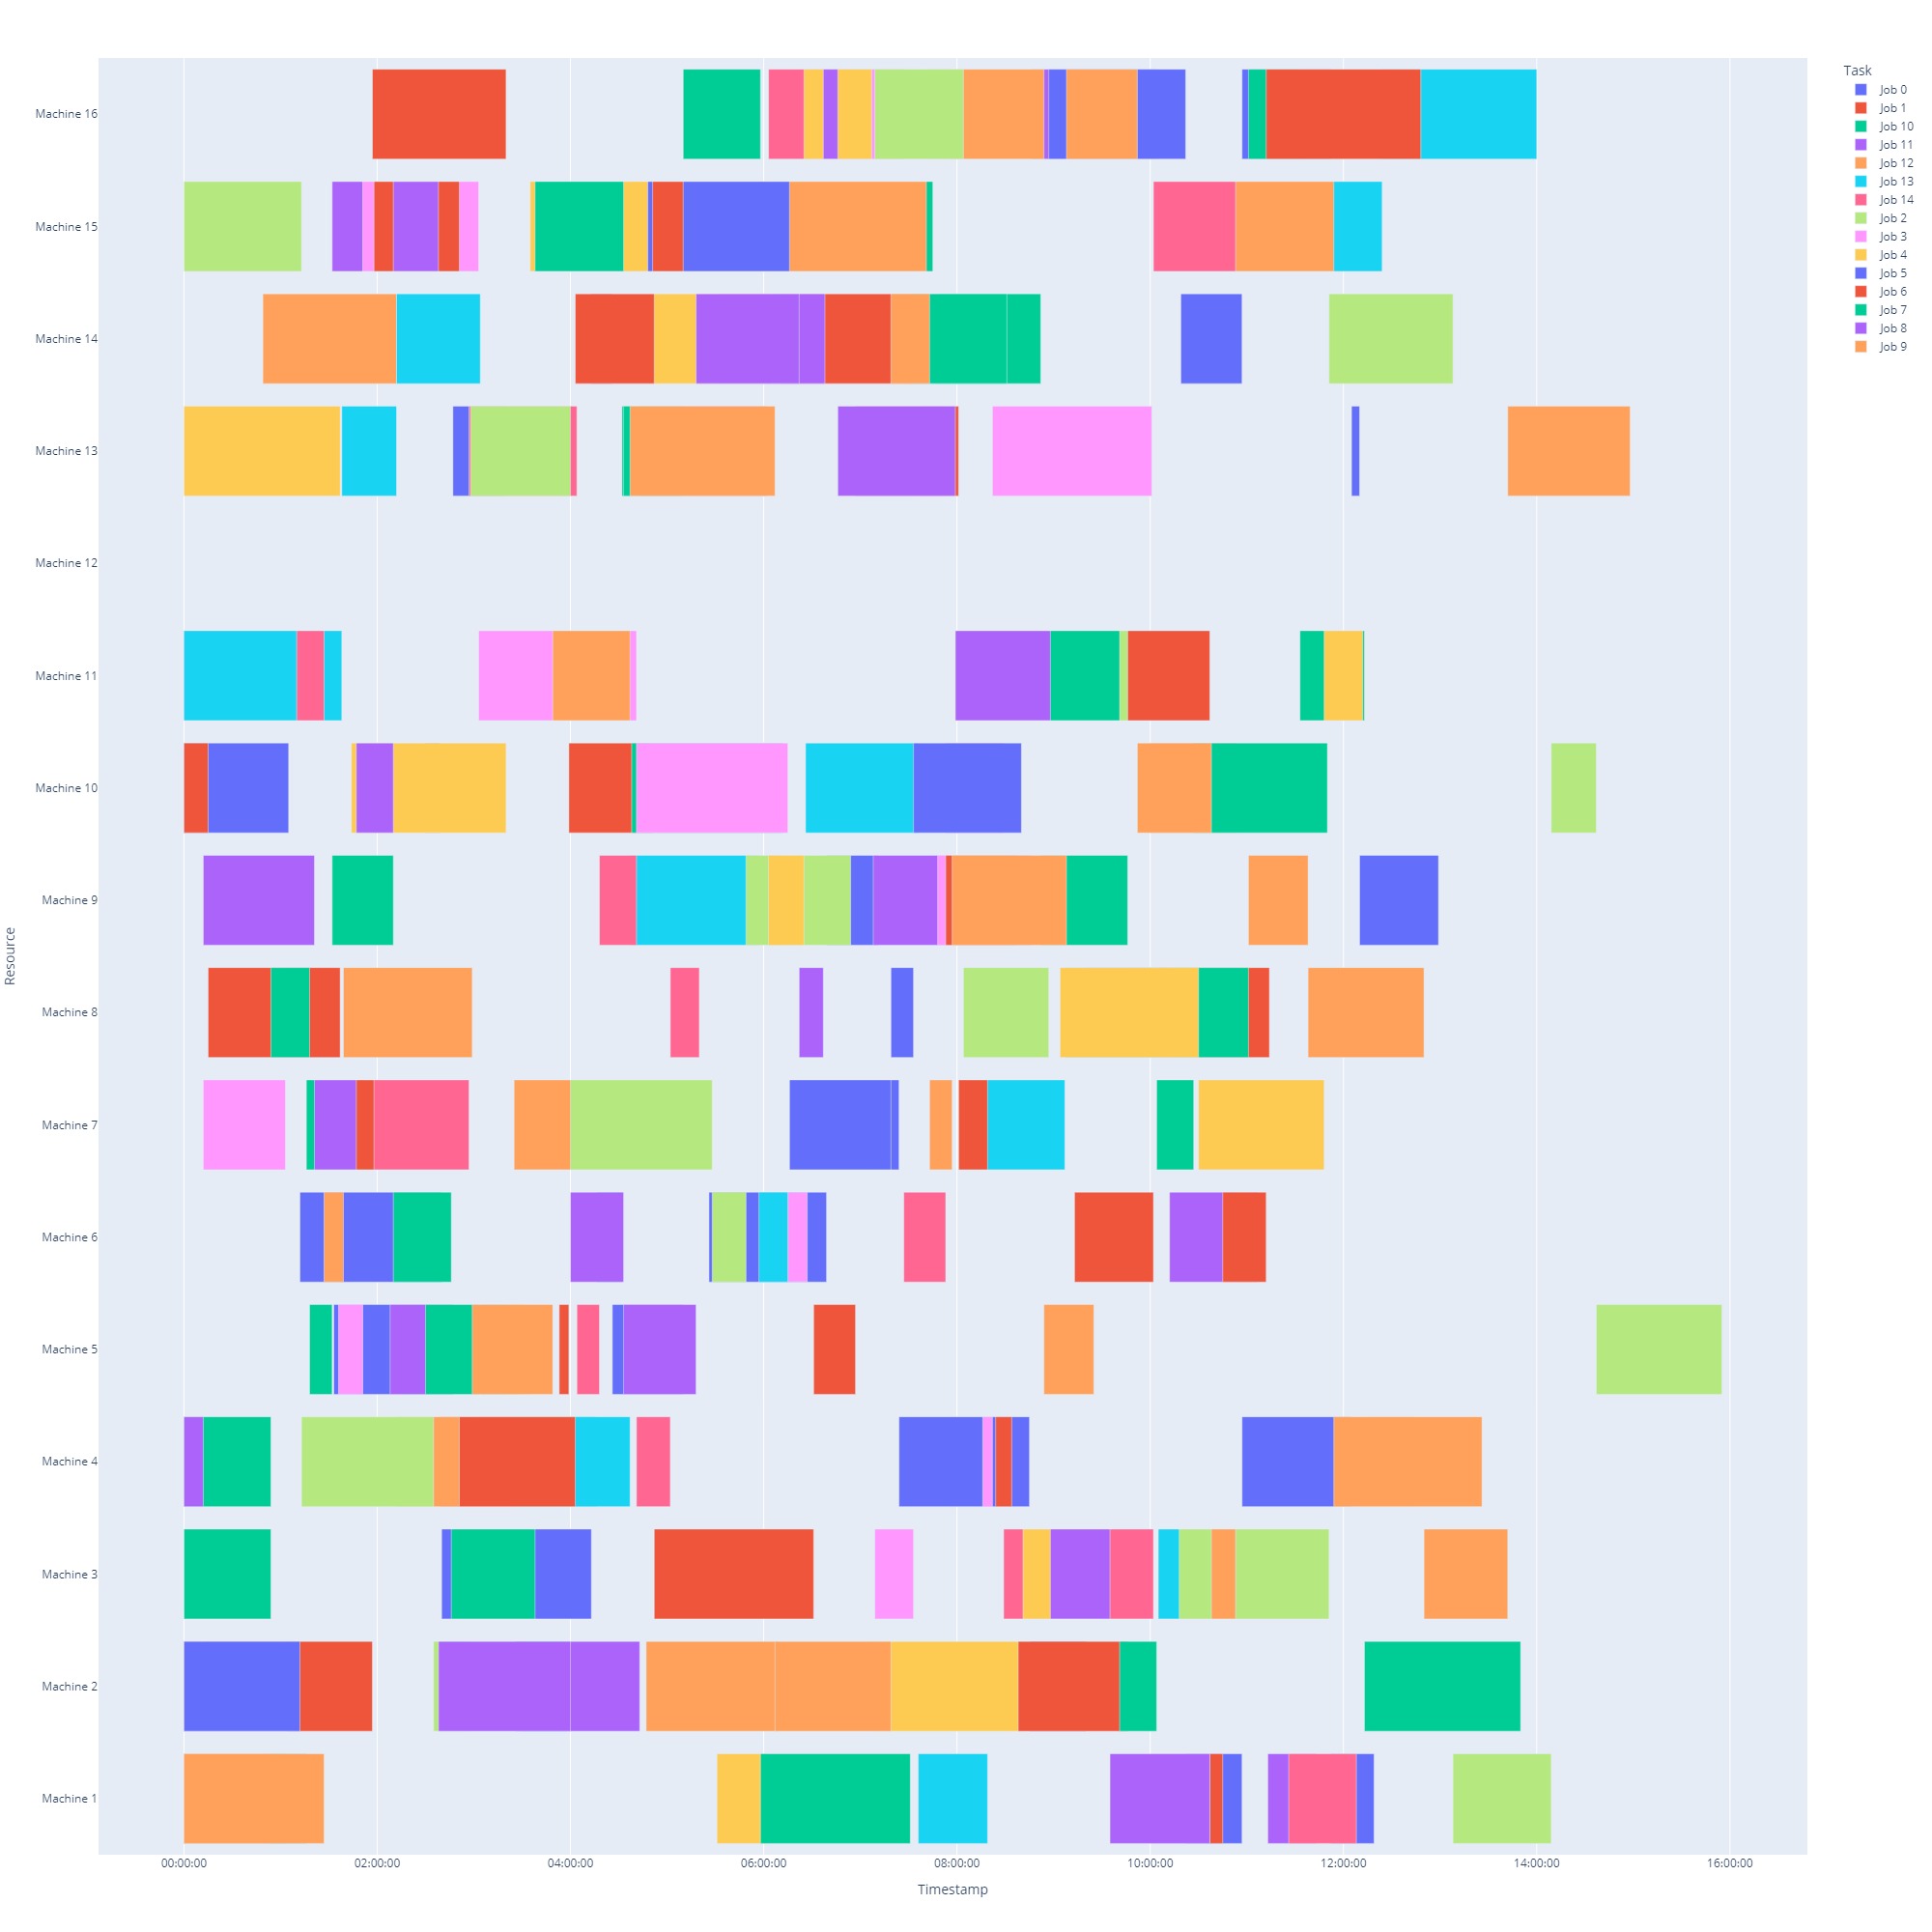 Task
Job 0
Job 1
Job 10
Job 11
Job 12
Job 13
Job 14
Job 2
Job 3
Job 4
Job 5
Job 6
Job 7
Job 8
Job 9
Machine 16
Machine 15
Machine 14
Machine 13
Machine 12
Machine 11
Machine 10
Machine 9
Machine 8
Machine 7
Machine 6
Machine 5
Machine 4
Machine 3
Machine 2
Machine 1
Resource
00:00:00 02:00:00 04:00:00 06:00:00 08:00:00 10:00:00 12:00:00 14:00:00 16:00:00
Timestamp